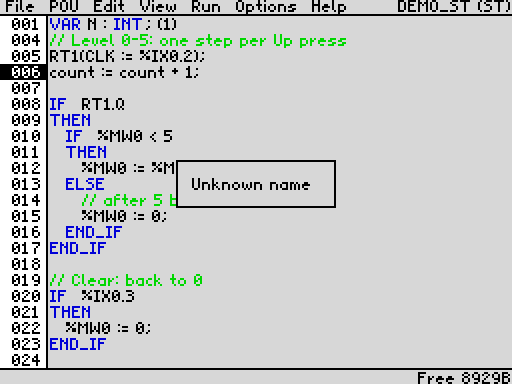 File POU Edit View Run Options Help DEMO_ST (ST)
001 VAR N : INT; (1)
004 // Level 0-5: one step per Up press
005 RT1(CLK := %IX0.2);
006 count := count + 1;
007
008 IF RT1.Q
009 THEN
010 IF %MW0 < 5
011 THEN
012 %MW0 := %M
013 ELSE
014 // after 5 b
015 %MW0 := 0;
016 END_IF
017 END_IF
018
019 // Clear: back to 0
020 IF %IX0.3
021 THEN
022 %MW0 := 0;
023 END_IF
024
Unknown name
Free 8929B